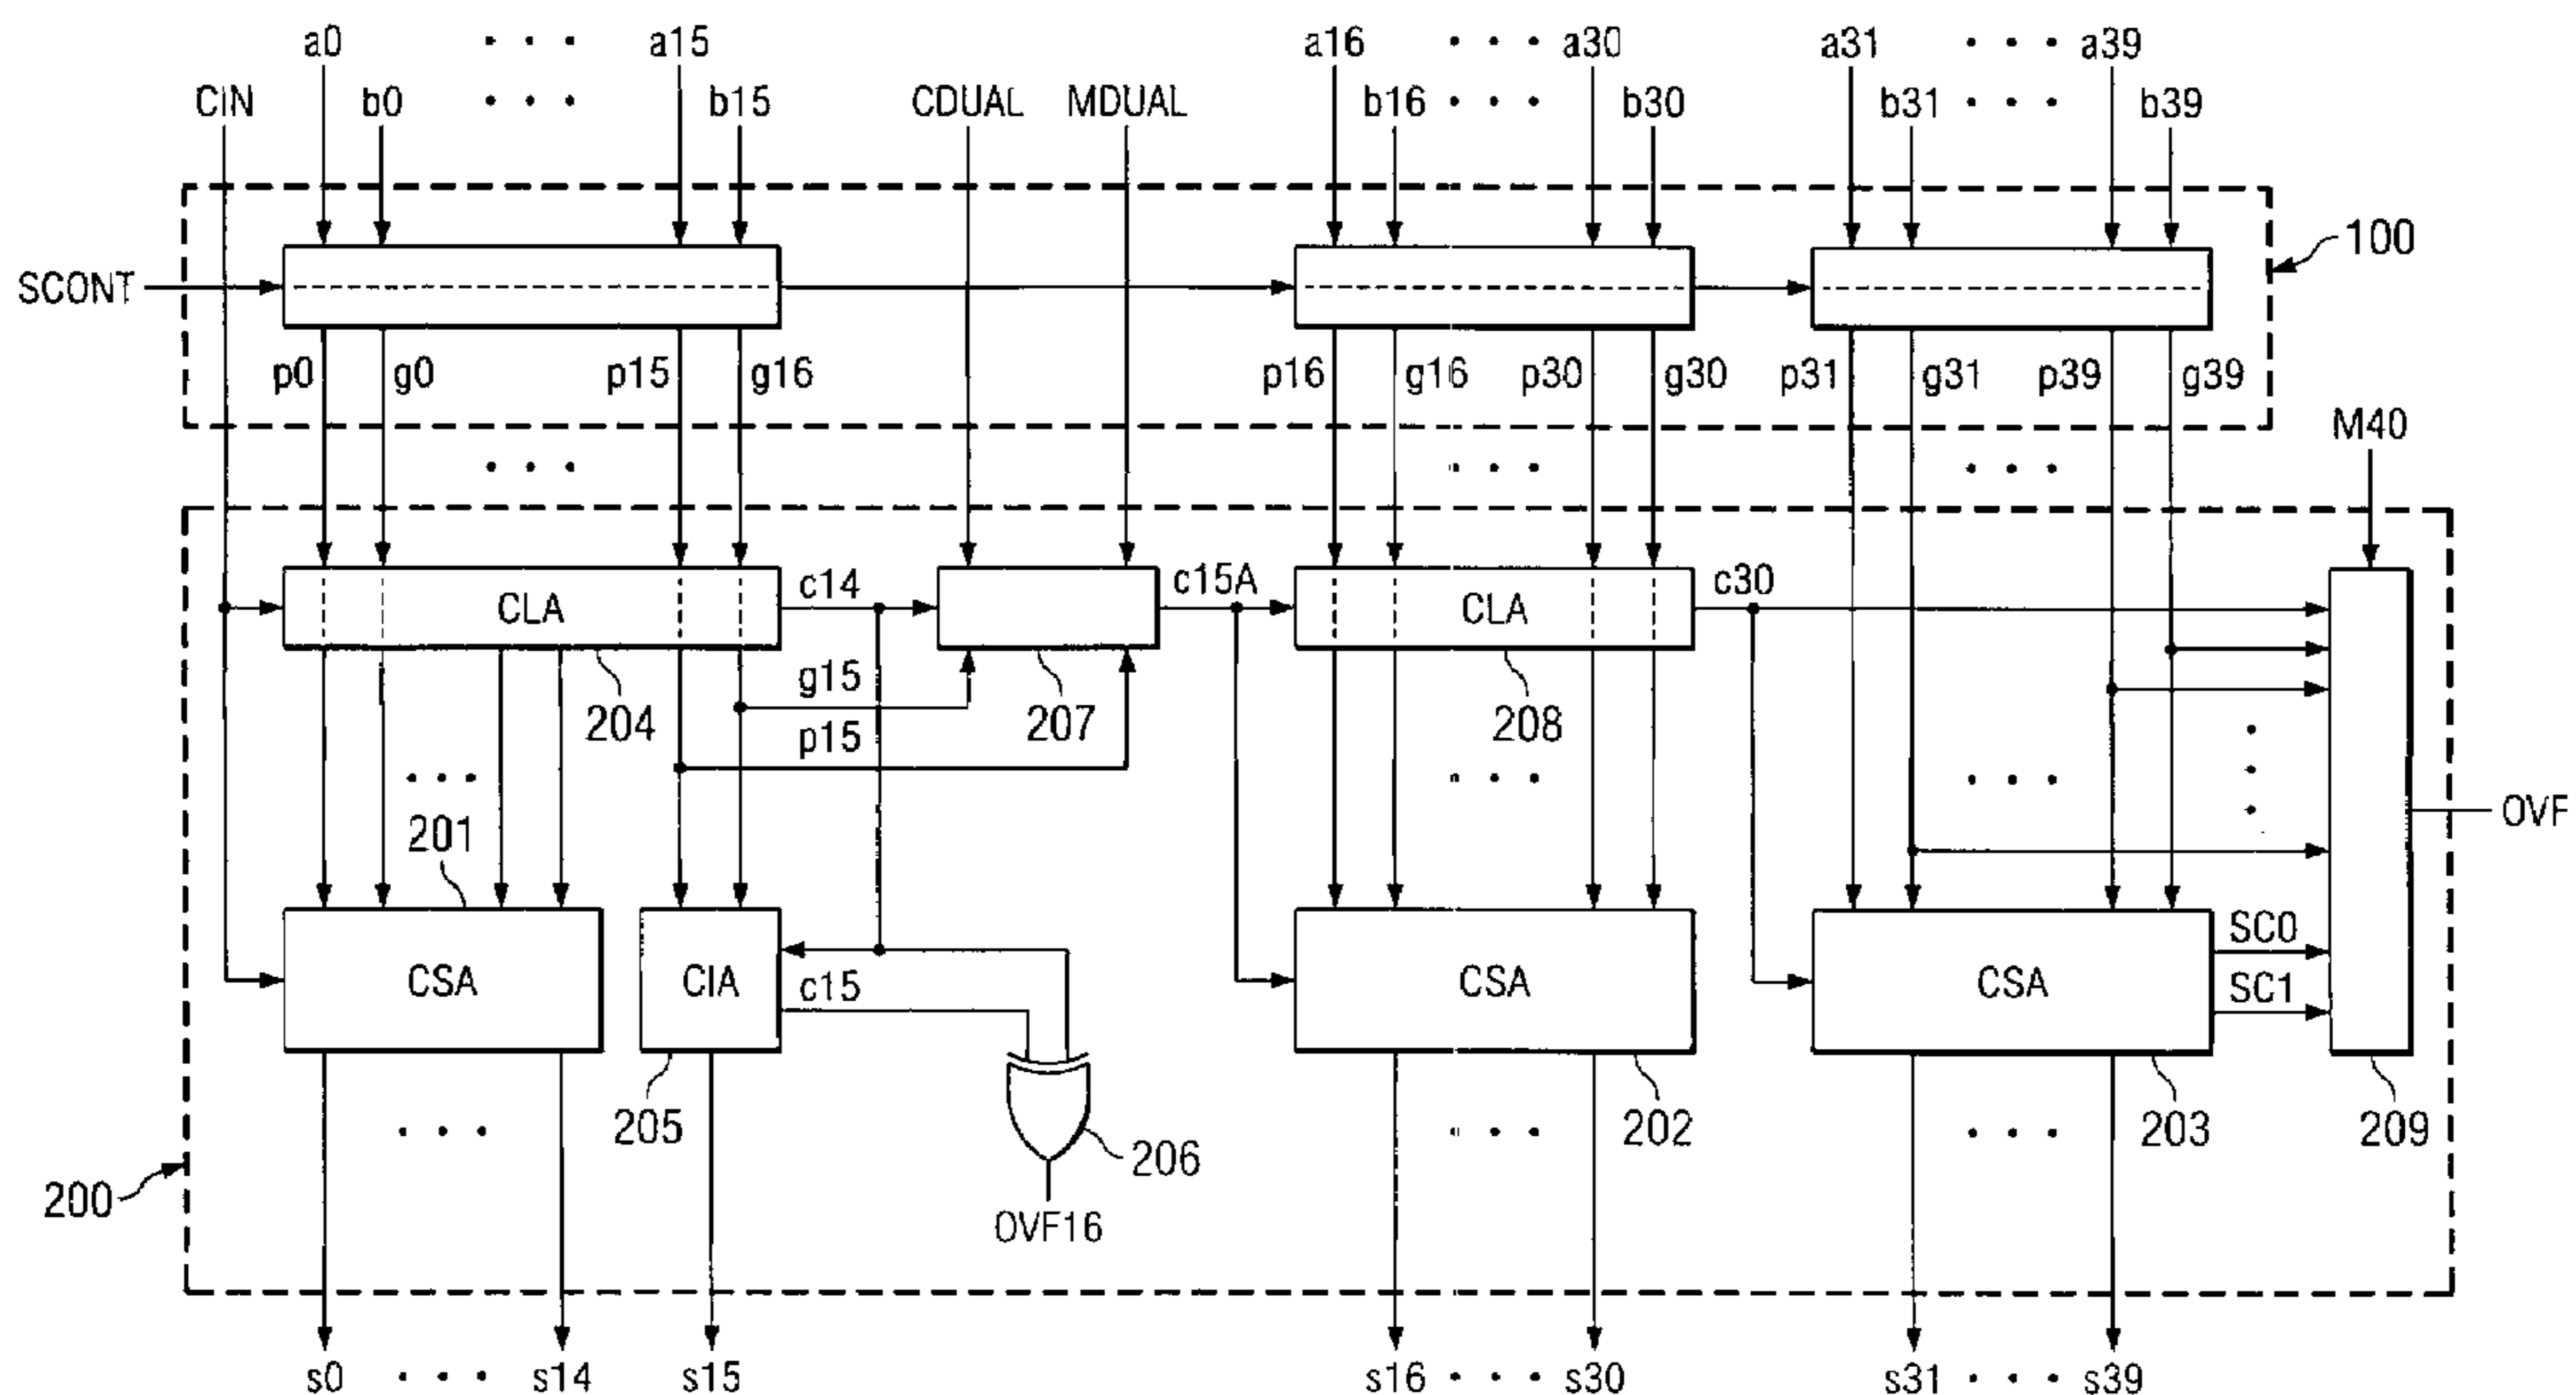 a0 . . . a15 a16 . . . a30 a31 . . . a39
CIN b0 . . . b15 CDUAL MDUAL b16 . . . b30 b31 . . . b39
100
SCONT
p0 g0 p15 g16 p16 g16 p30 g30 p31 g31 p39 g39
M40
. . . . . . . . .
c14 c15A c30
CLA CLA
g15
204 207 208
p15
. . . . . . . . .
OVF
201
SC0
CSA CIA c15 CSA CSA SC1
205 202 203 209
. . . . . . . . .
206
200
OVF16
s0 . . . s14 s15 s16 . . . s30 s31 . . . s39